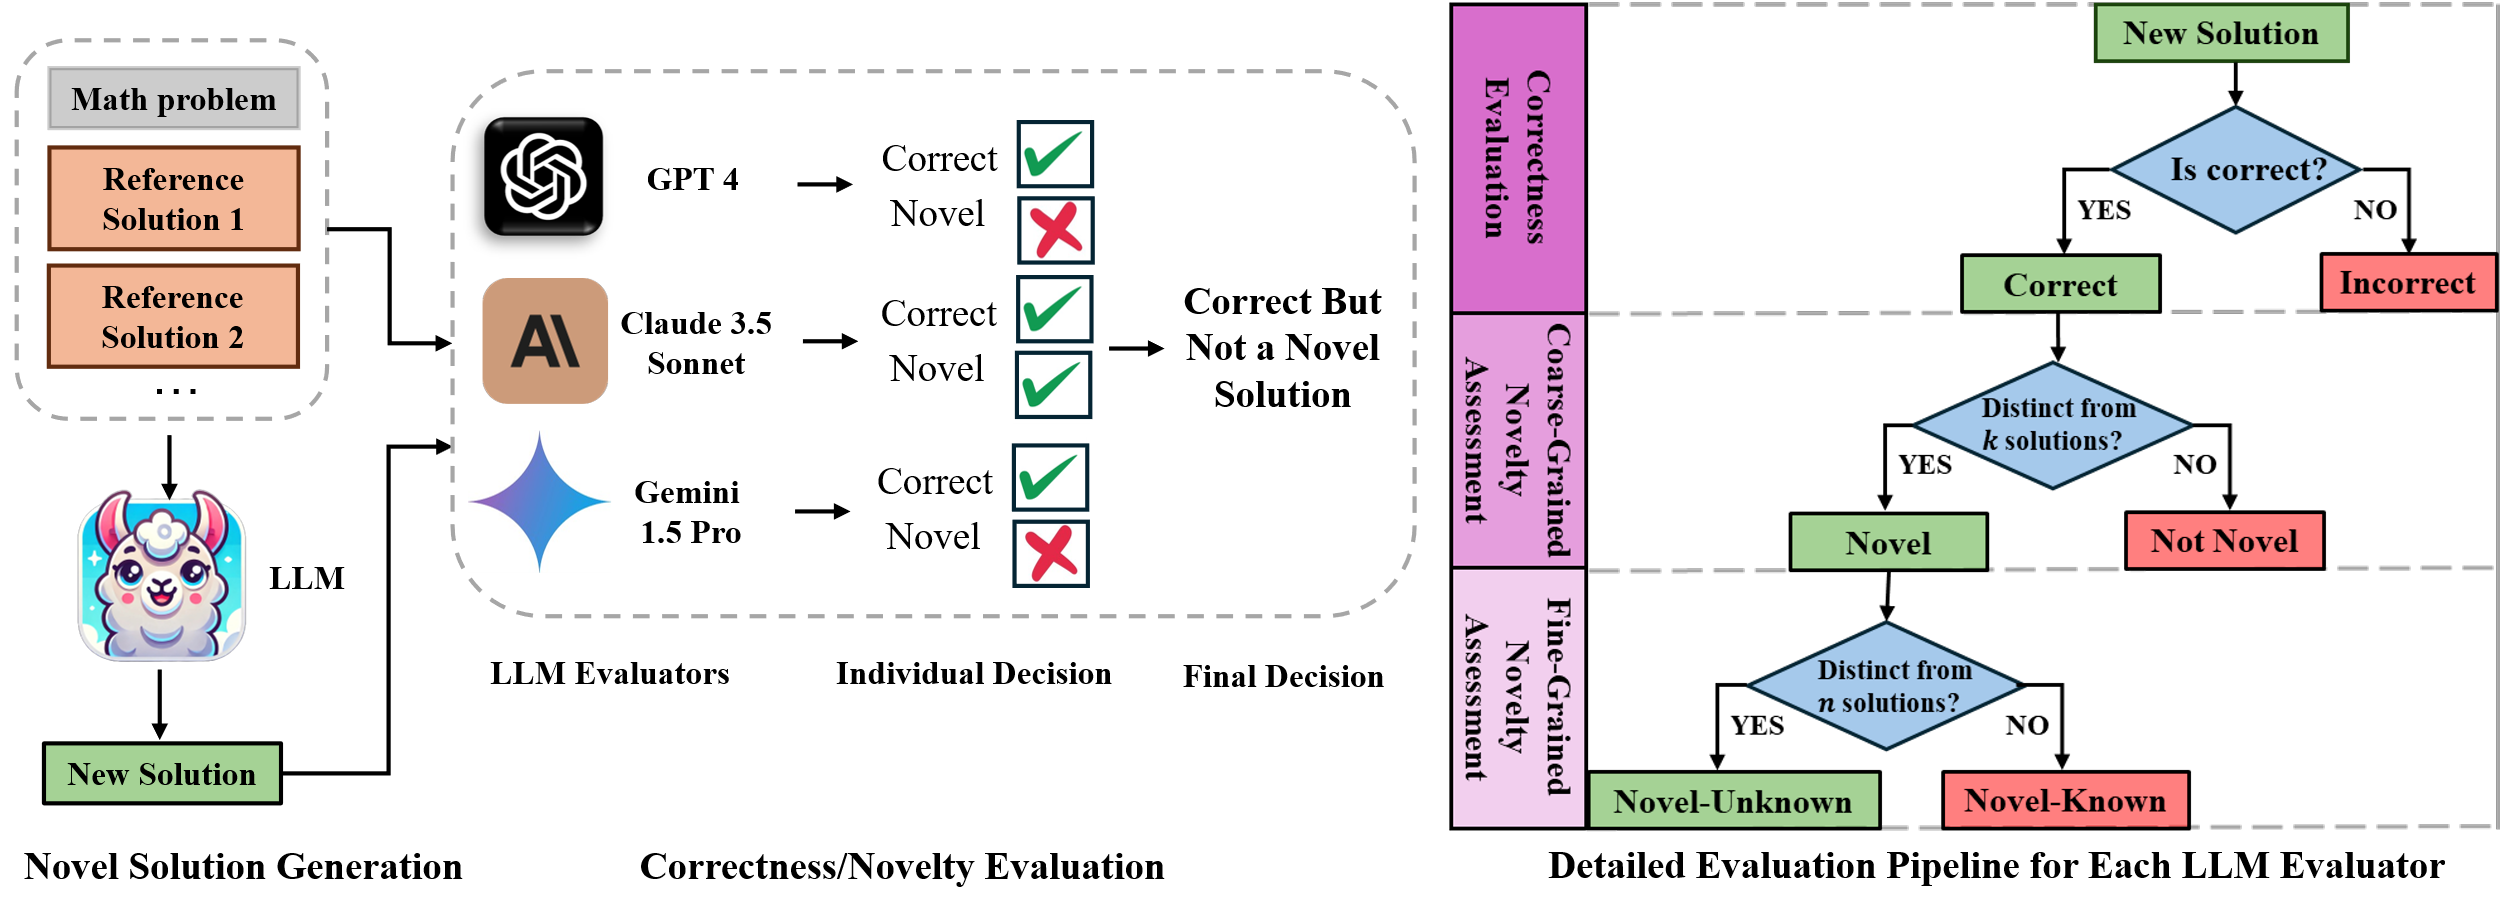 Math problem
Reference
Solution 1
Reference
Solution 2
...
LLM
New Solution
Novel Solution Generation
GPT 4
Correct
Novel
Claude 3.5
Sonnet
Correct
Novel
Gemini
1.5 Pro
Correct
Novel
Correct But
Not a Novel
Solution
LLM Evaluators
Individual Decision
Final Decision
Correctness/Novelty Evaluation
Correctness
Evaluation
New Solution
Is correct?
YES
NO
Correct
Incorrect
Coarse-Grained
Novelty
Assessment
Distinct from
k solutions?
YES
NO
Novel
Not Novel
Fine-Grained
Novelty
Assessment
Distinct from
n solutions?
YES
NO
Novel-Unknown
Novel-Known
Detailed Evaluation Pipeline for Each LLM Evaluator